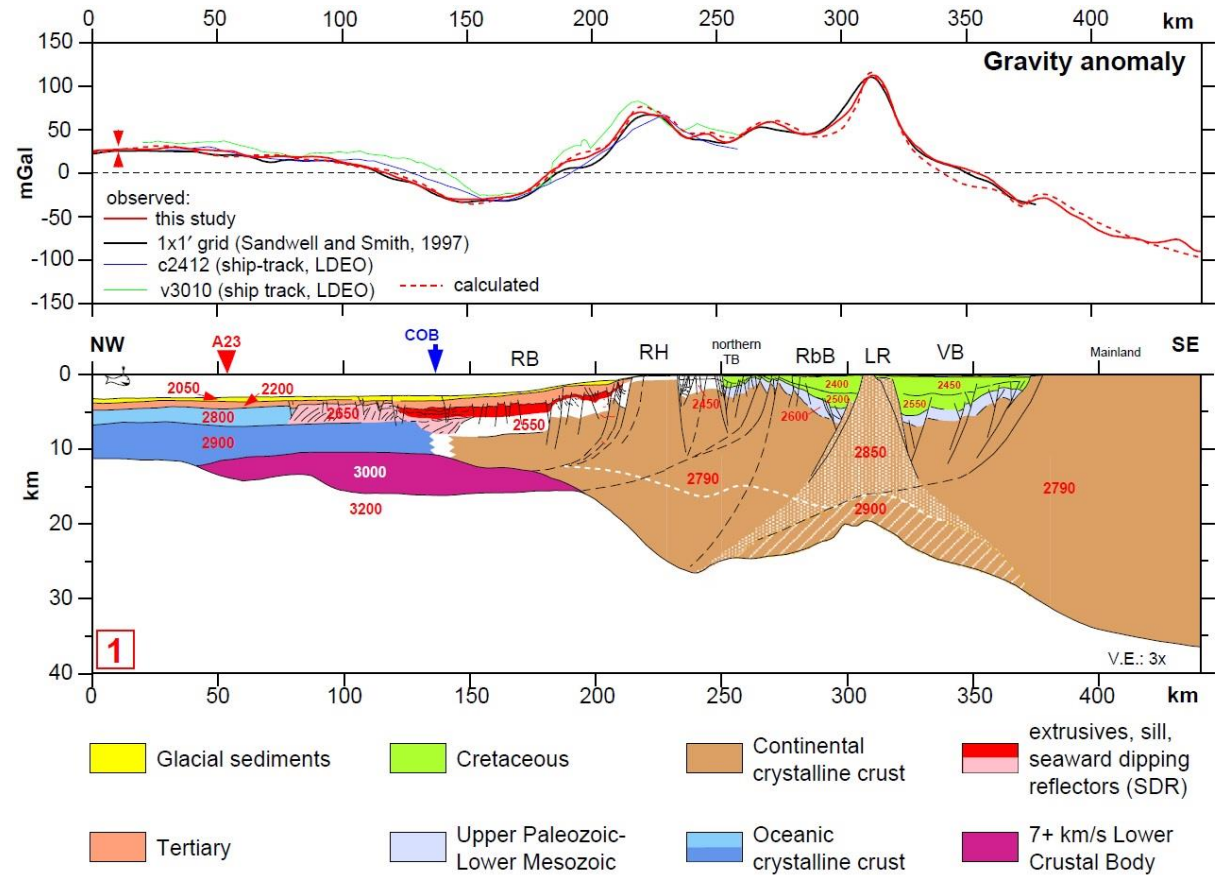 0 50 100 150 200 250 300 350 400 km
150
100
50
0
-50
-100
-150
mGal
Gravity anomaly
observed:
this study
1x1′ grid (Sandwell and Smith, 1997)
c2412 (ship-track, LDEO)
v3010 (ship track, LDEO)
calculated
NW
A23
COB
RB
RH
northern
TB
RbB
LR
VB
Mainland
SE
0
10
20
30
40
km
2050
2200
2800
2650
2900
3000
3200
2550
2450
2790
2600
2400
2500
2850
2900
2450
2550
2790
1
V.E.: 3x
0 50 100 150 200 250 300 350 400 km
Glacial sediments
Cretaceous
Continental
crystalline crust
extrusives, sill,
seaward dipping
reflectors (SDR)
Tertiary
Upper Paleozoic-
Lower Mesozoic
Oceanic
crystalline crust
7+ km/s Lower
Crustal Body